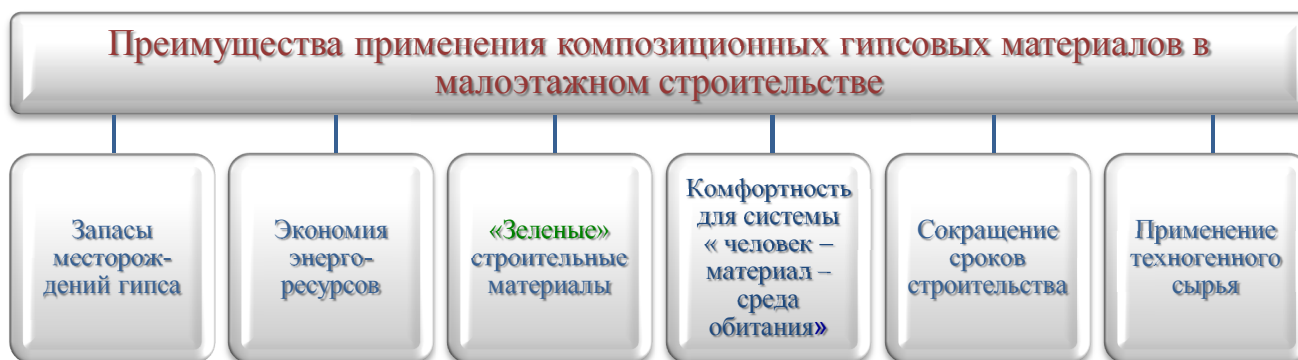 Преимущества применения композиционных гипсовых материалов в
малоэтажном строительстве
Запасы
месторож-
дений гипса
Экономия
энерго-
ресурсов
«Зеленые»
строительные
материалы
Комфортность
для системы
« человек –
материал –
среда
обитания»
Сокращение
сроков
строительства
Применение
техногенного
сырья